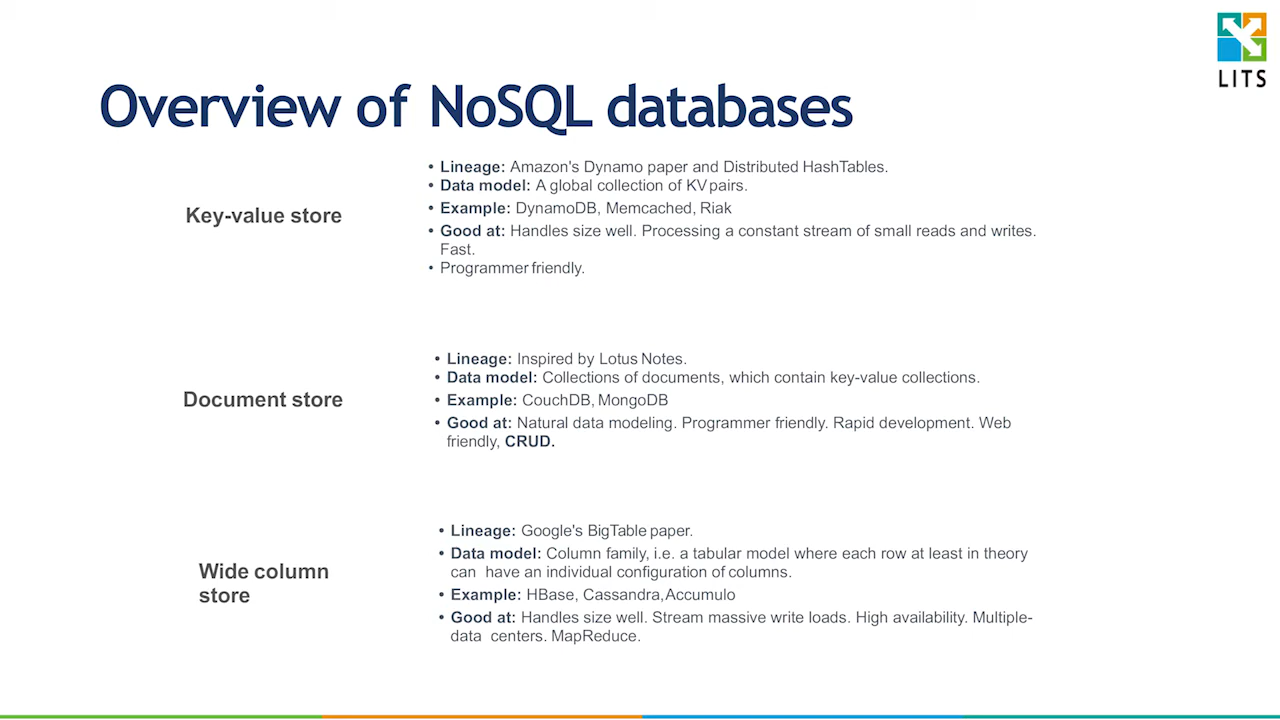 LITS
Overview of NoSQL databases
Key-value store
• Lineage: Amazon's Dynamo paper and Distributed HashTables.
• Data model: A global collection of KV pairs.
• Example: DynamoDB, Memcached, Riak
• Good at: Handles size well. Processing a constant stream of small reads and writes.
Fast.
• Programmer friendly.
Document store
• Lineage: Inspired by Lotus Notes.
• Data model: Collections of documents, which contain key-value collections.
• Example: CouchDB, MongoDB
• Good at: Natural data modeling. Programmer friendly. Rapid development. Web
friendly, CRUD.
Wide column
store
• Lineage: Google's BigTable paper.
• Data model: Column family, i.e. a tabular model where each row at least in theory
can have an individual configuration of columns.
• Example: HBase, Cassandra, Accumulo
• Good at: Handles size well. Stream massive write loads. High availability. Multiple-
data centers. MapReduce.